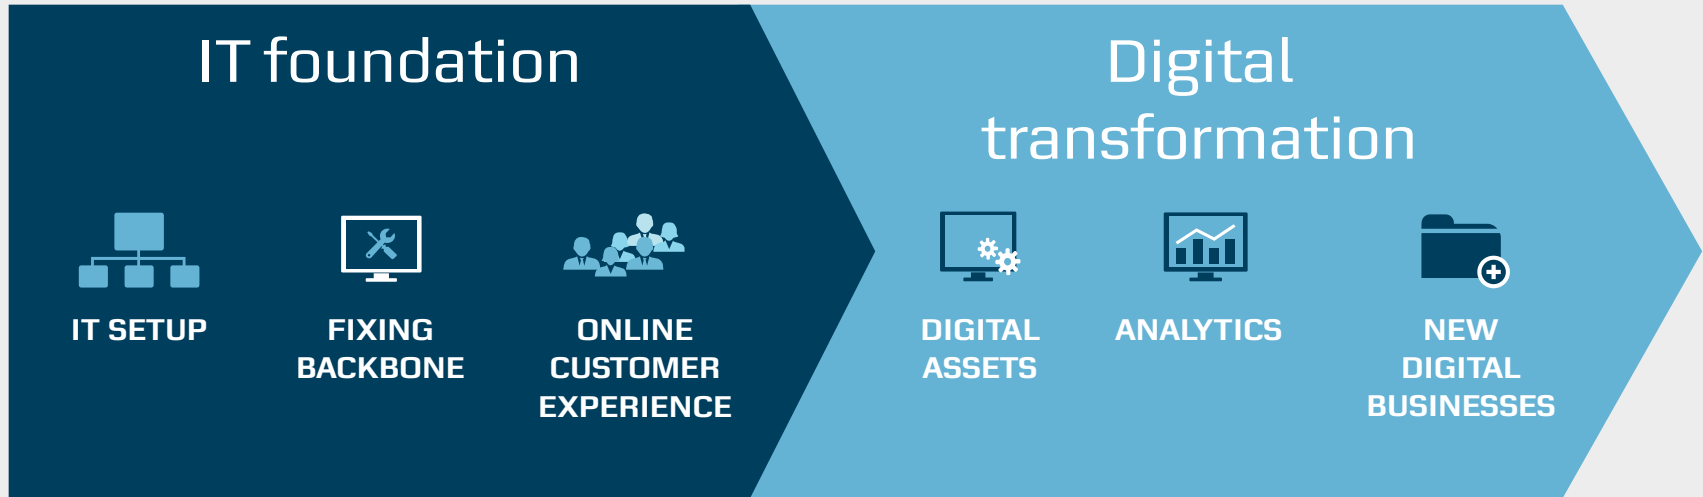 IT foundation
IT SETUP
FIXING
BACKBONE
ONLINE
CUSTOMER
EXPERIENCE
Digital
transformation
DIGITAL
ASSETS
ANALYTICS
NEW
DIGITAL
BUSINESSES